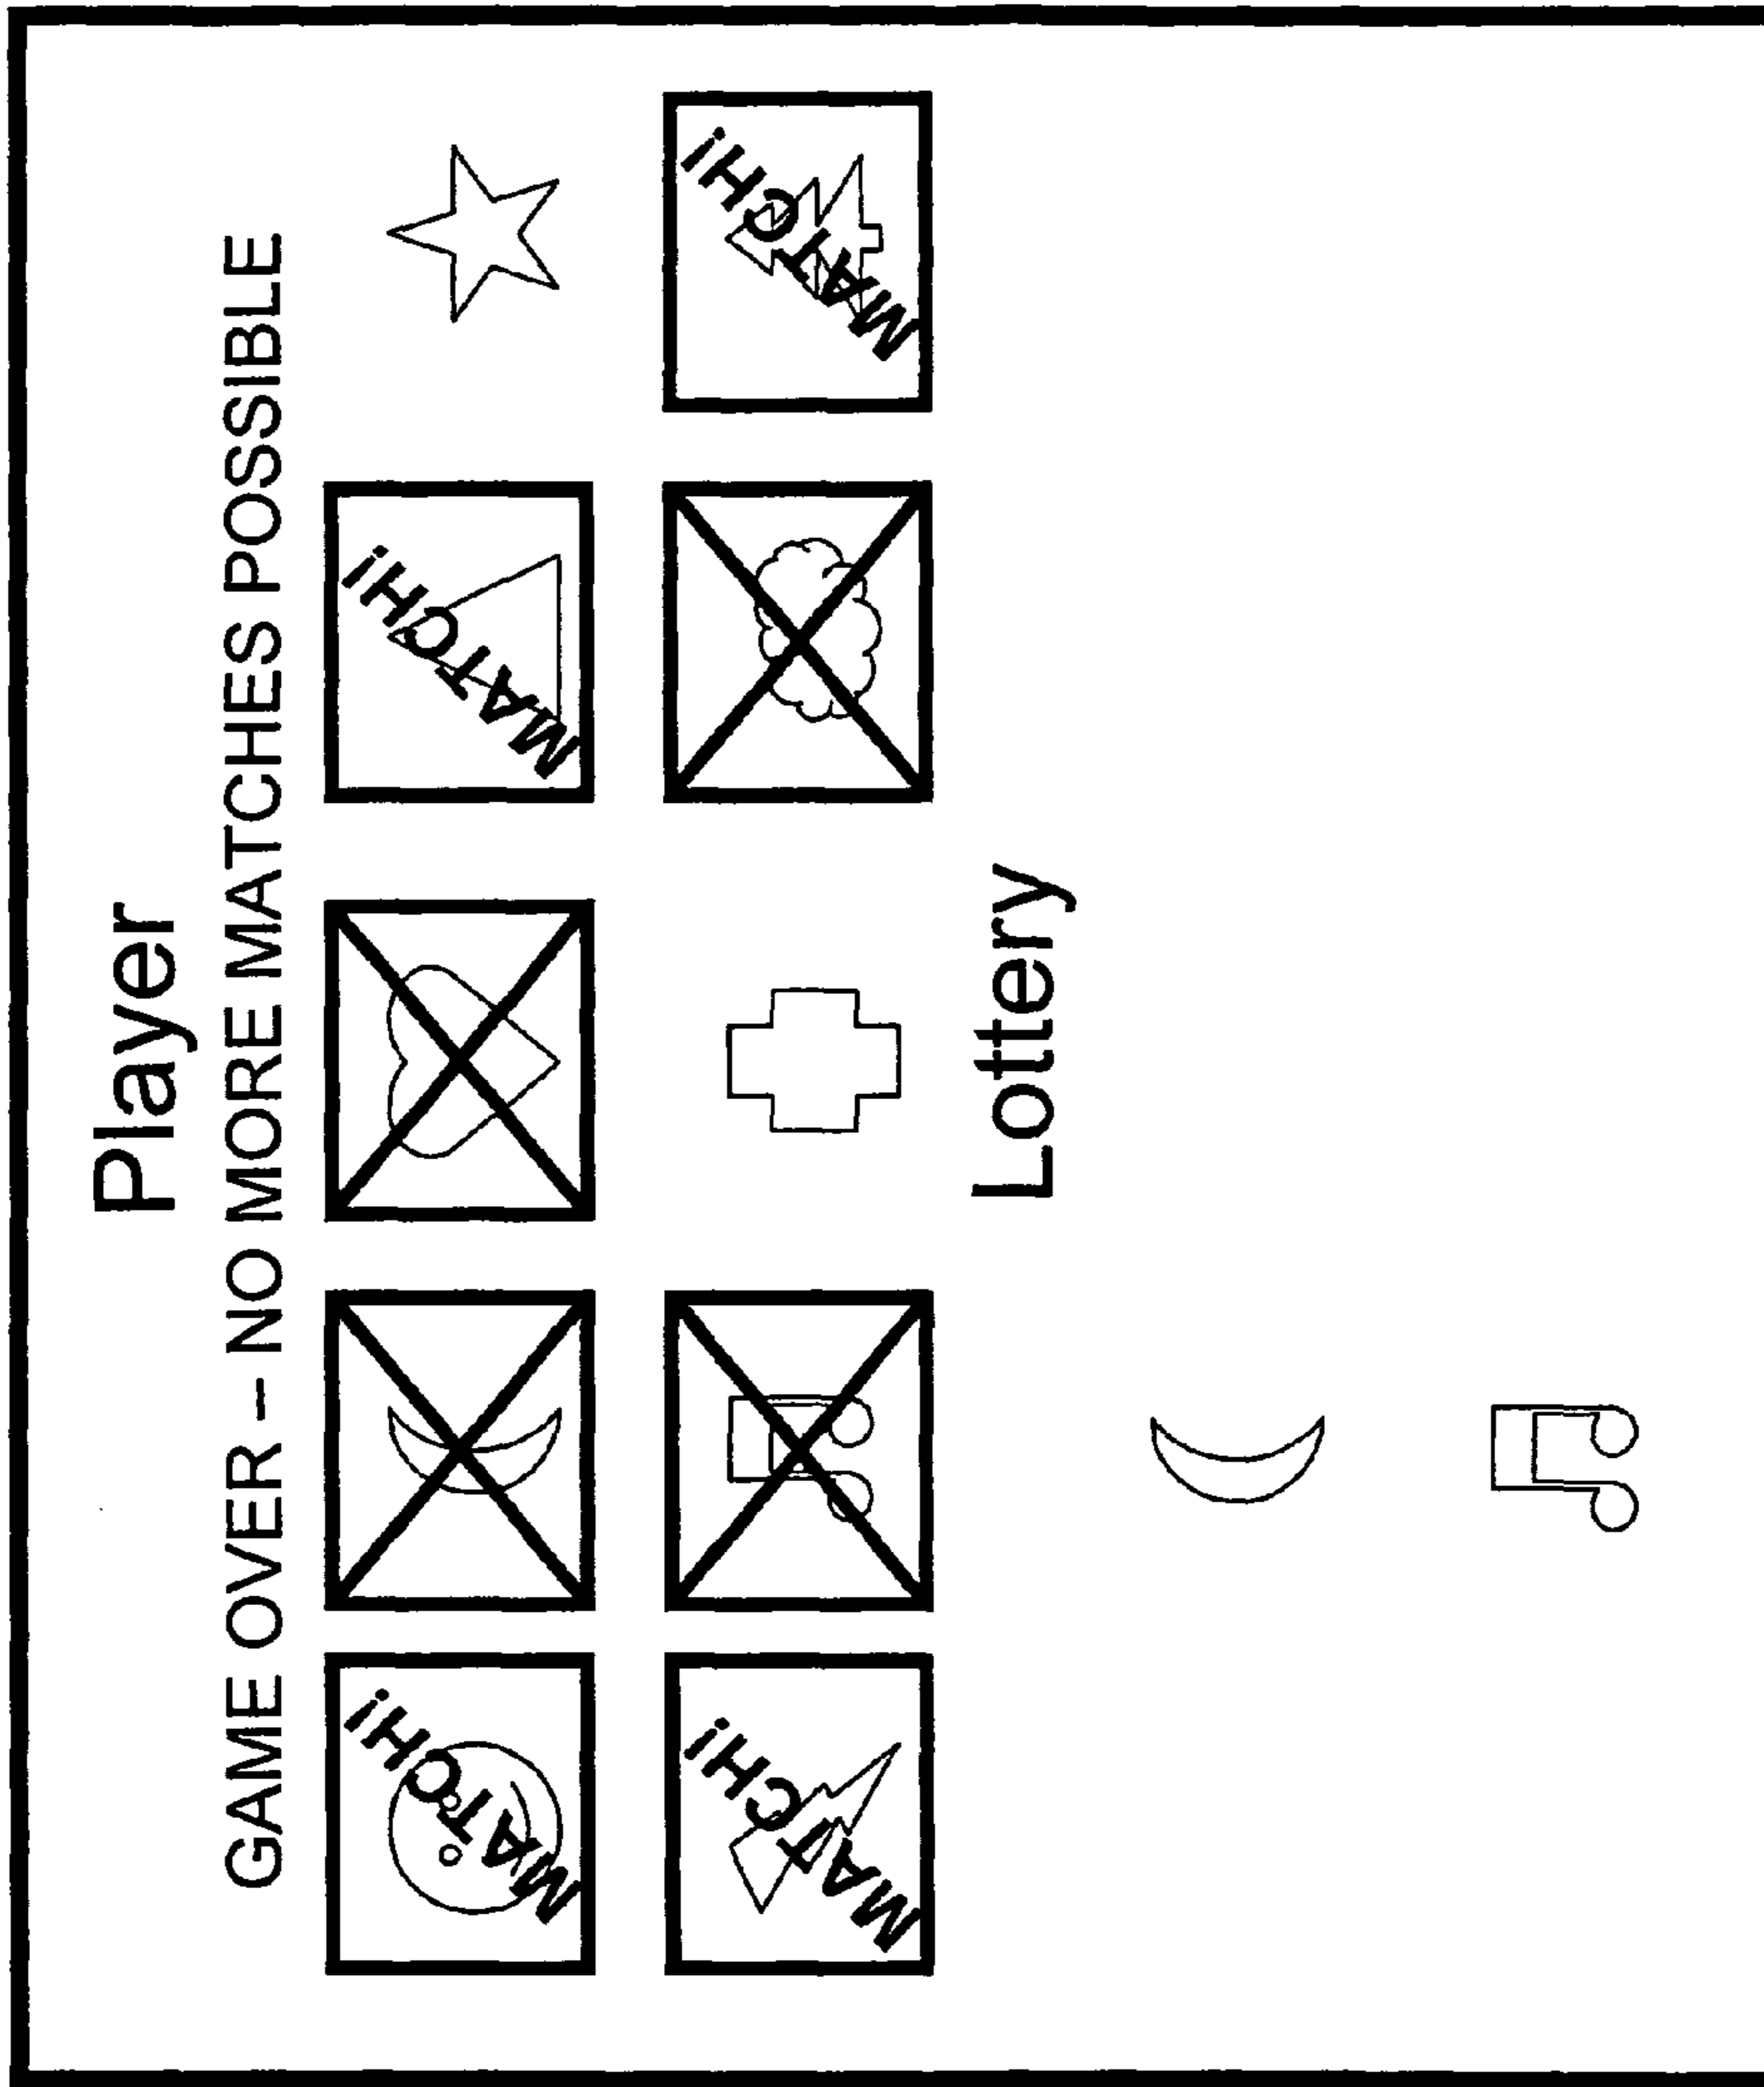 Player
GAME OVER – NO MORE MATCHES POSSIBLE
MATCH!
MATCH!
MATCH!
MATCH!
Lottery